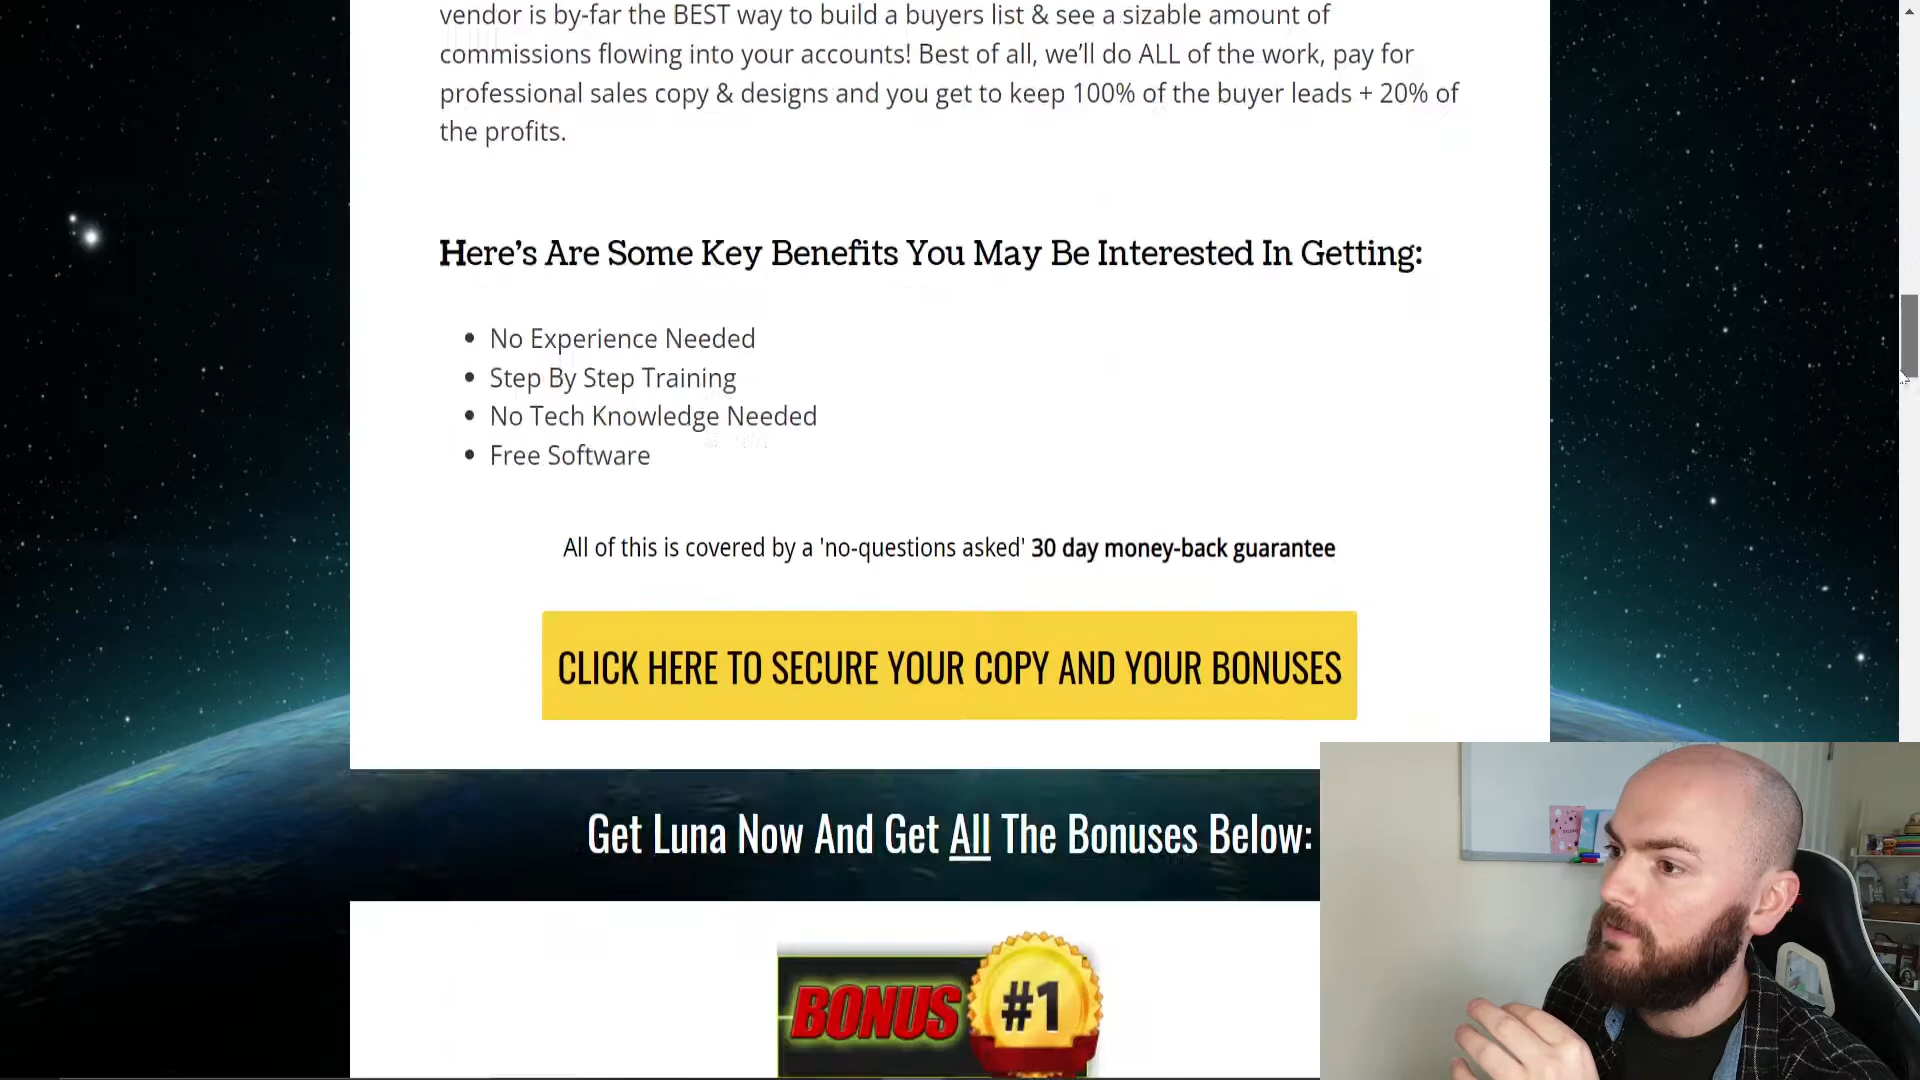 vendor is by-far the BEST way to build a buyers list & see a sizable amount of
commissions flowing into your accounts! Best of all, we’ll do ALL of the work, pay for
professional sales copy & designs and you get to keep 100% of the buyer leads + 20% of
the profits.
Here’s Are Some Key Benefits You May Be Interested In Getting:
• No Experience Needed
• Step By Step Training
• No Tech Knowledge Needed
• Free Software
All of this is covered by a 'no-questions asked' 30 day money-back guarantee
CLICK HERE TO SECURE YOUR COPY AND YOUR BONUSES
Get Luna Now And Get All The Bonuses Below:
BONUS #1